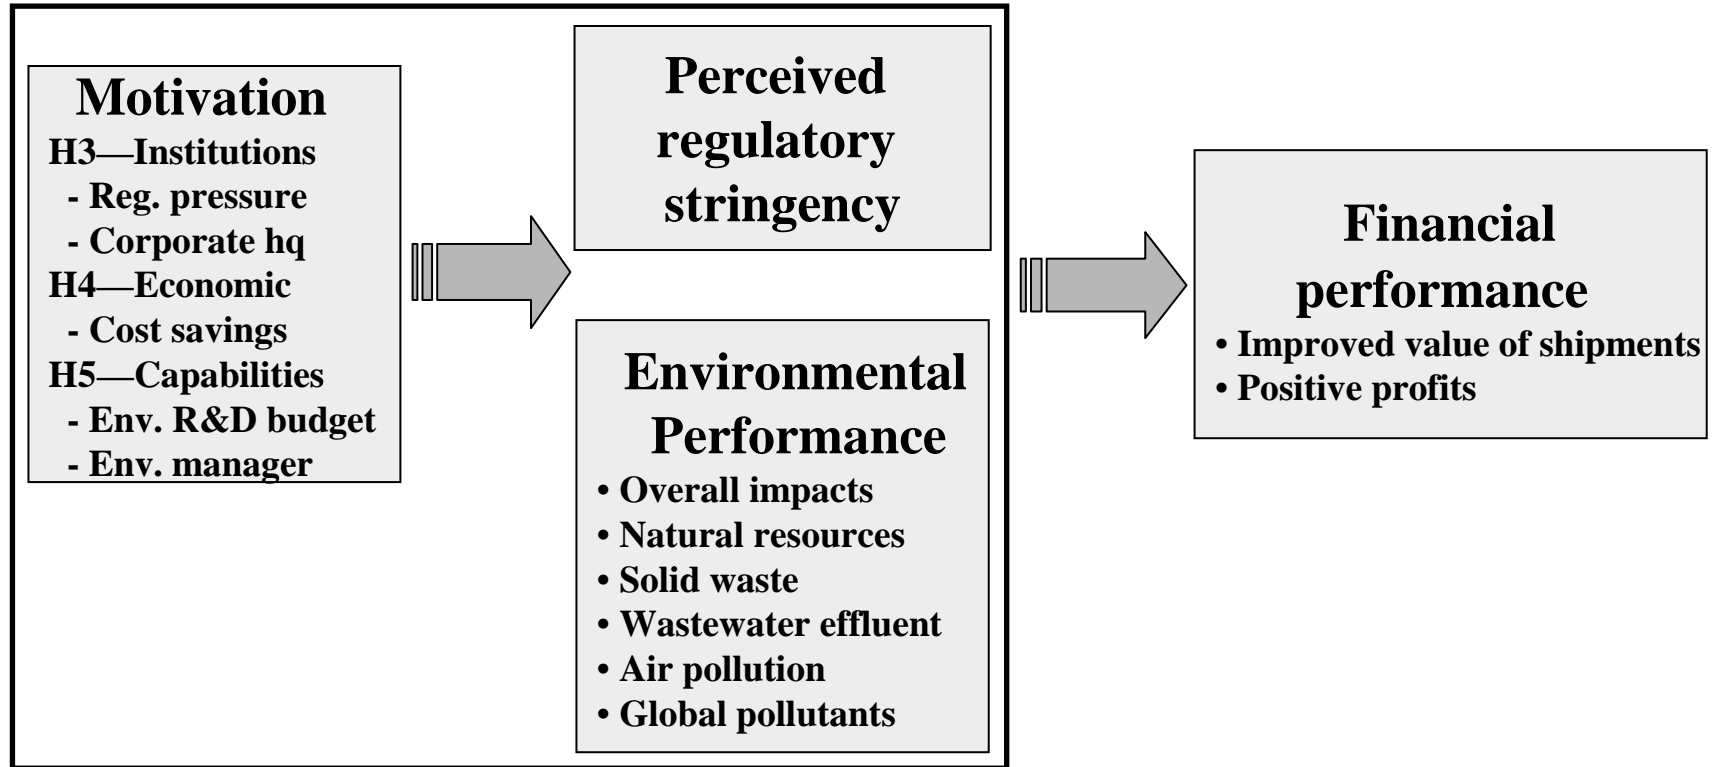 Motivation
H3—Institutions
- Reg. pressure
- Corporate hq
H4—Economic
- Cost savings
H5—Capabilities
- Env. R&D budget
- Env. manager
Perceived
regulatory
stringency
Environmental
Performance
• Overall impacts
• Natural resources
• Solid waste
• Wastewater effluent
• Air pollution
• Global pollutants
Financial
performance
• Improved value of shipments
• Positive profits